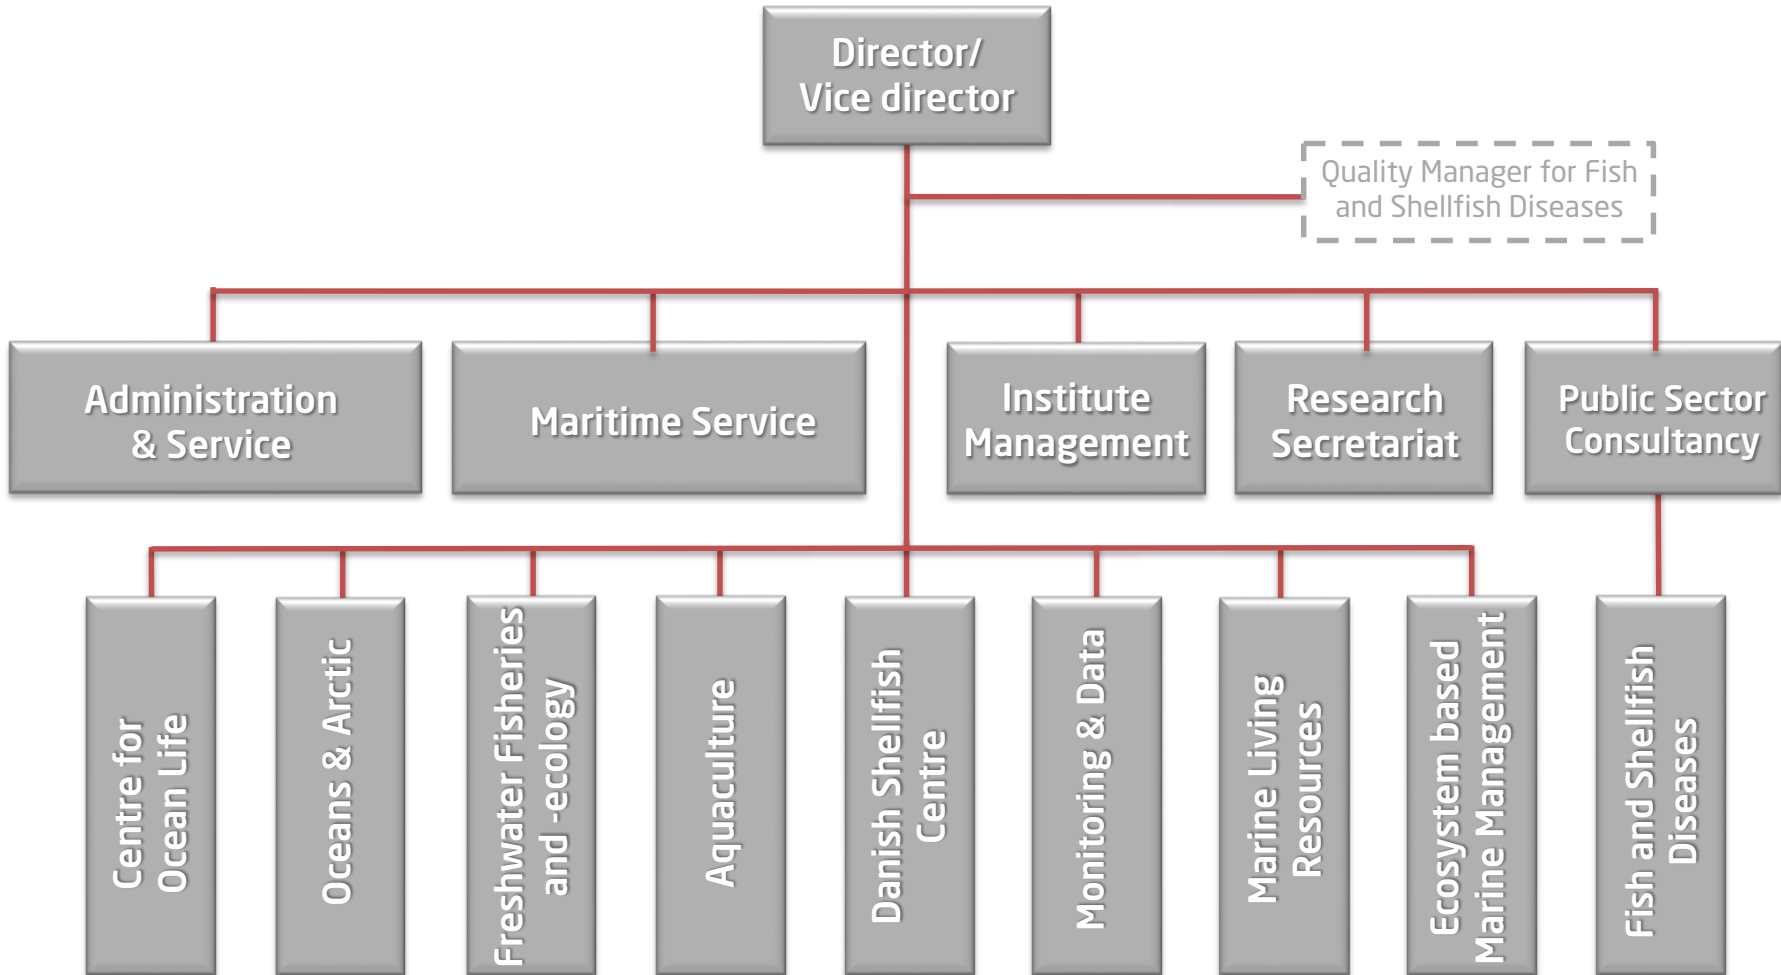 Director/
Vice director
Quality Manager for Fish
and Shellfish Diseases
Administration
& Service
Maritime Service
Institute
Management
Research
Secretariat
Public Sector
Consultancy
Centre for
Ocean Life
Oceans & Arctic
Freshwater Fisheries
and -ecology
Aquaculture
Danish Shellfish
Centre
Monitoring & Data
Marine Living
Resources
Ecosystem based
Marine Management
Fish and Shellfish
Diseases